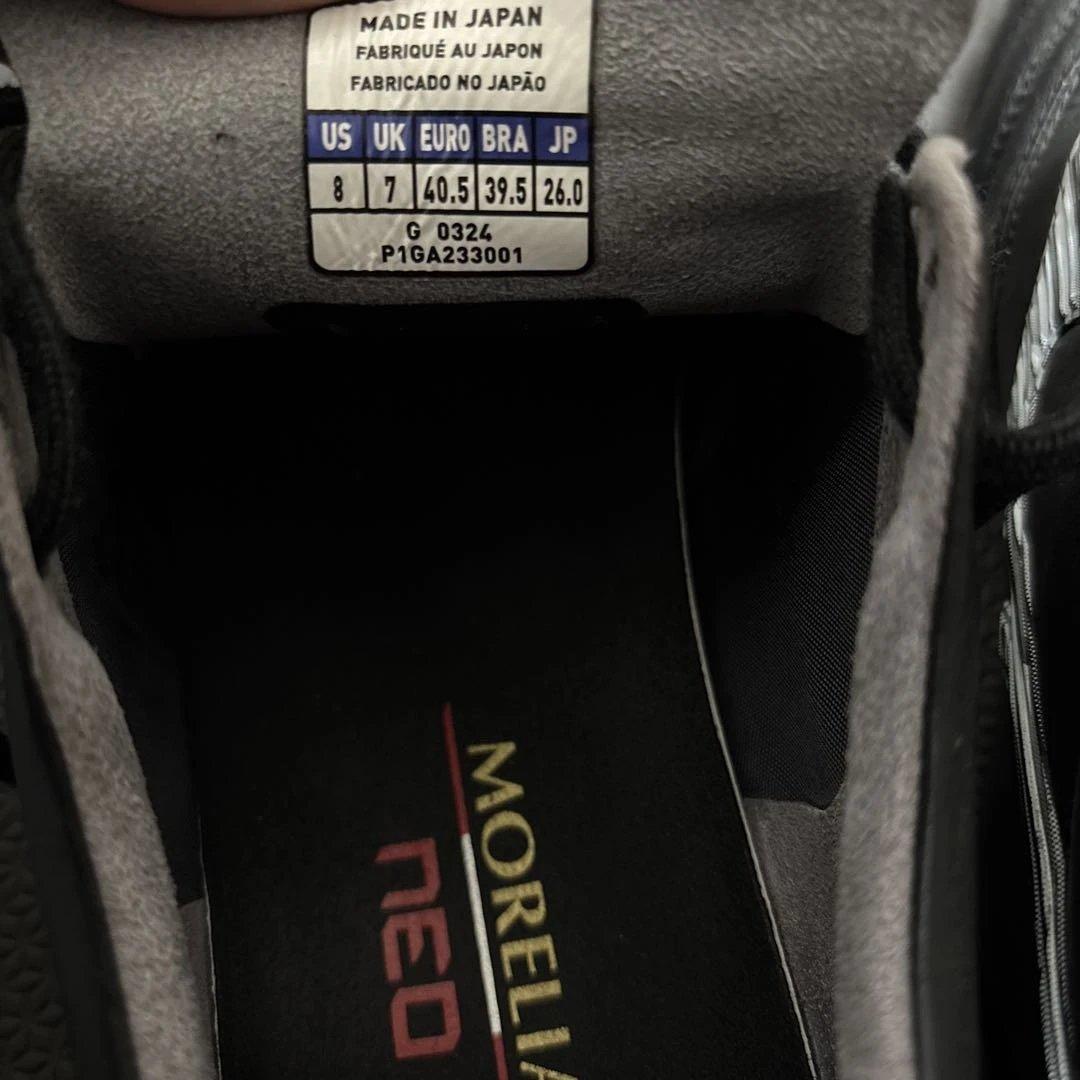 MADE IN JAPAN
FABRIQUÉ AU JAPON
FABRICADO NO JAPÃO
US UK EURO BRA JP
8 7 40.5 39.5 26.0
G 0324
P1GA233001
MORELIA
NEO